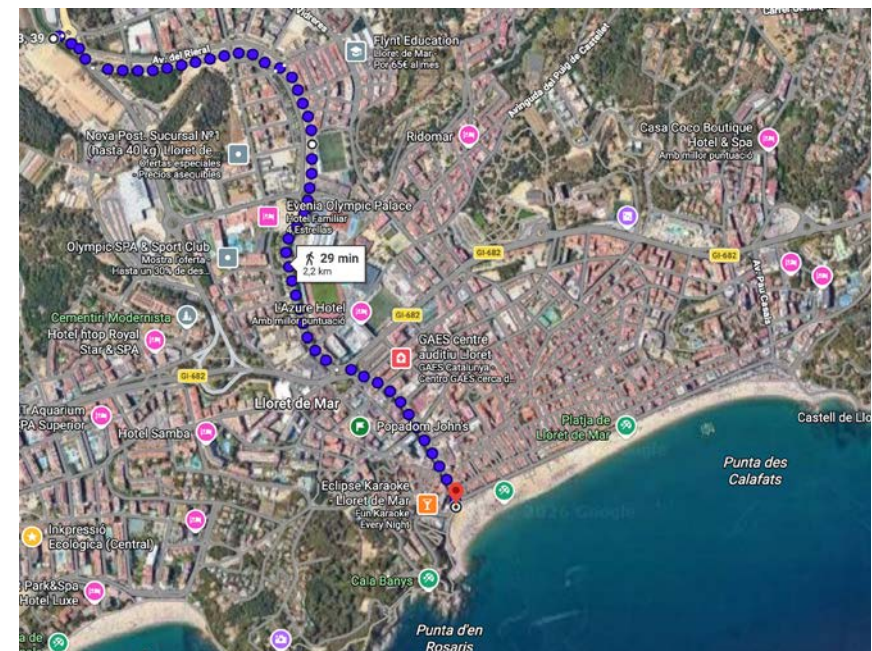 3, 39
Av. del Rieral
Vidreres
Flynt Education
Lloret de Mar
Por 65€ al mes
Avinguda del Puig de Castellet
Nova Post. Sucursal Nº1
(hasta 40 kg) Lloret de...
Ofertas especiales
- Precios asequibles
Ridomar
Casa Coco Boutique
Hotel & Spa
Amb millor puntuació
Evenia Olympic Palace
Hotel Familiar
4 Estrellas
Olympic SPA & Sport Club
Mostra l'oferta
Hasta un 30% de des...
29 min
2,2 km
GI-682
GI-682
Av. Pau Casals
L'Azure Hotel
Amb millor puntuació
GI-682
Cementiri Modernista
Hotel htop Royal
Star & SPA
GAES centre
auditiu Lloret
GAES Catalunya -
Centro GAES cerca d...
GI-682
Lloret de Mar
T Aquarium
PA Superior
Hotel Samba
Popadom John's
Platja de
Lloret de Mar
Castell de Llo
Punta des
Calafats
Eclipse Karaoke
- Lloret de Mar
Fun Karaoke
Every Night
Inkpressió
Ecològica (Central)
Cala Banys
Park&Spa
Hotel Luxe
a de
Punta d'en
Rosaris